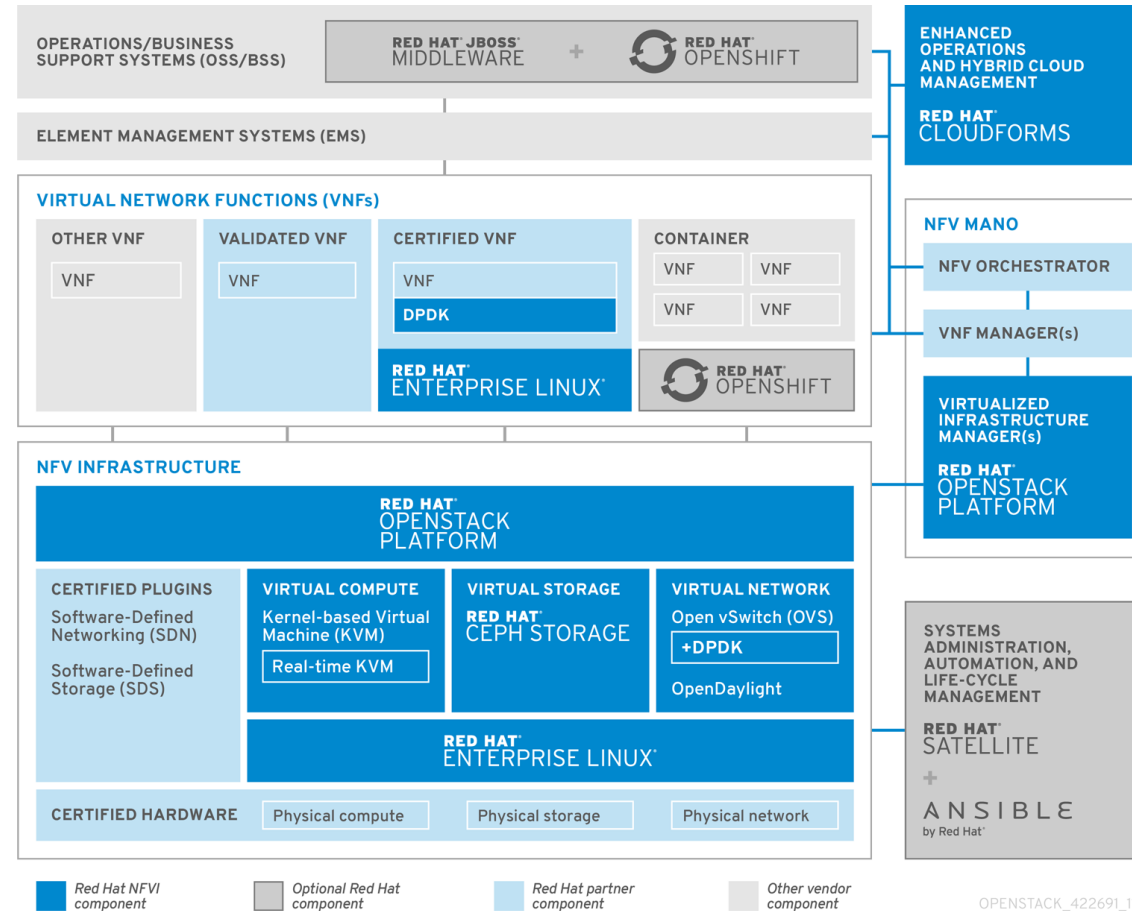 OPERATIONS/BUSINESS
SUPPORT SYSTEMS (OSS/BSS)
RED HAT® JBOSS®
MIDDLEWARE
+
RED HAT®
OPENSHIFT
ELEMENT MANAGEMENT SYSTEMS (EMS)
VIRTUAL NETWORK FUNCTIONS (VNFs)
OTHER VNF
VNF
VALIDATED VNF
VNF
CERTIFIED VNF
VNF
DPDK
RED HAT®
ENTERPRISE LINUX®
CONTAINER
VNF
VNF
VNF
VNF
RED HAT®
OPENSHIFT
NFV INFRASTRUCTURE
RED HAT®
OPENSTACK
PLATFORM
CERTIFIED PLUGINS
Software-Defined
Networking (SDN)
Software-Defined
Storage (SDS)
VIRTUAL COMPUTE
Kernel-based Virtual
Machine (KVM)
Real-time KVM
VIRTUAL STORAGE
RED HAT®
CEPH STORAGE
VIRTUAL NETWORK
Open vSwitch (OVS)
+DPDK
OpenDaylight
RED HAT®
ENTERPRISE LINUX®
CERTIFIED HARDWARE
Physical compute
Physical storage
Physical network
ENHANCED
OPERATIONS
AND HYBRID CLOUD
MANAGEMENT
RED HAT®
CLOUDFORMS
NFV MANO
NFV ORCHESTRATOR
VNF MANAGER(s)
VIRTUALIZED
INFRASTRUCTURE
MANAGER(s)
RED HAT®
OPENSTACK
PLATFORM
SYSTEMS
ADMINISTRATION,
AUTOMATION, AND
LIFE-CYCLE
MANAGEMENT
RED HAT®
SATELLITE
+
ANSIBLE
by Red Hat®
Red Hat NFVI
component
Optional Red Hat
component
Red Hat partner
component
Other vendor
component
OPENSTACK_422691_1